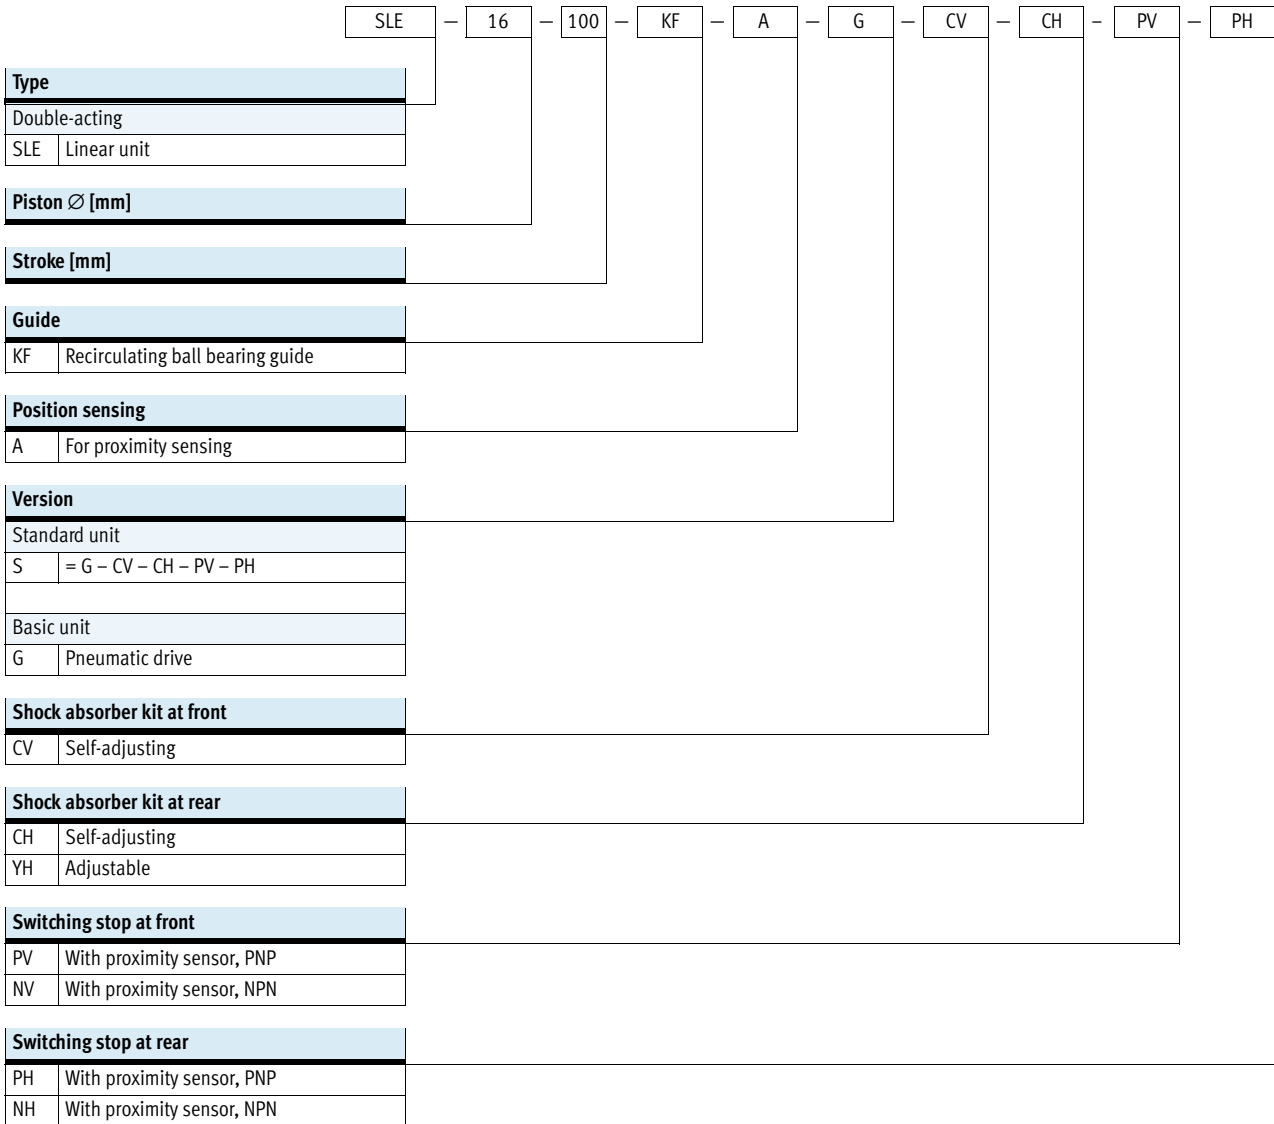 SLE – 16 – 100 – KF – A – G – CV – CH – PV – PH
Type
Double-acting
SLE Linear unit
Piston ∅ [mm]
Stroke [mm]
Guide
KF Recirculating ball bearing guide
Position sensing
A For proximity sensing
Version
Standard unit
S = G – CV – CH – PV – PH
Basic unit
G Pneumatic drive
Shock absorber kit at front
CV Self-adjusting
Shock absorber kit at rear
CH Self-adjusting
YH Adjustable
Switching stop at front
PV With proximity sensor, PNP
NV With proximity sensor, NPN
Switching stop at rear
PH With proximity sensor, PNP
NH With proximity sensor, NPN